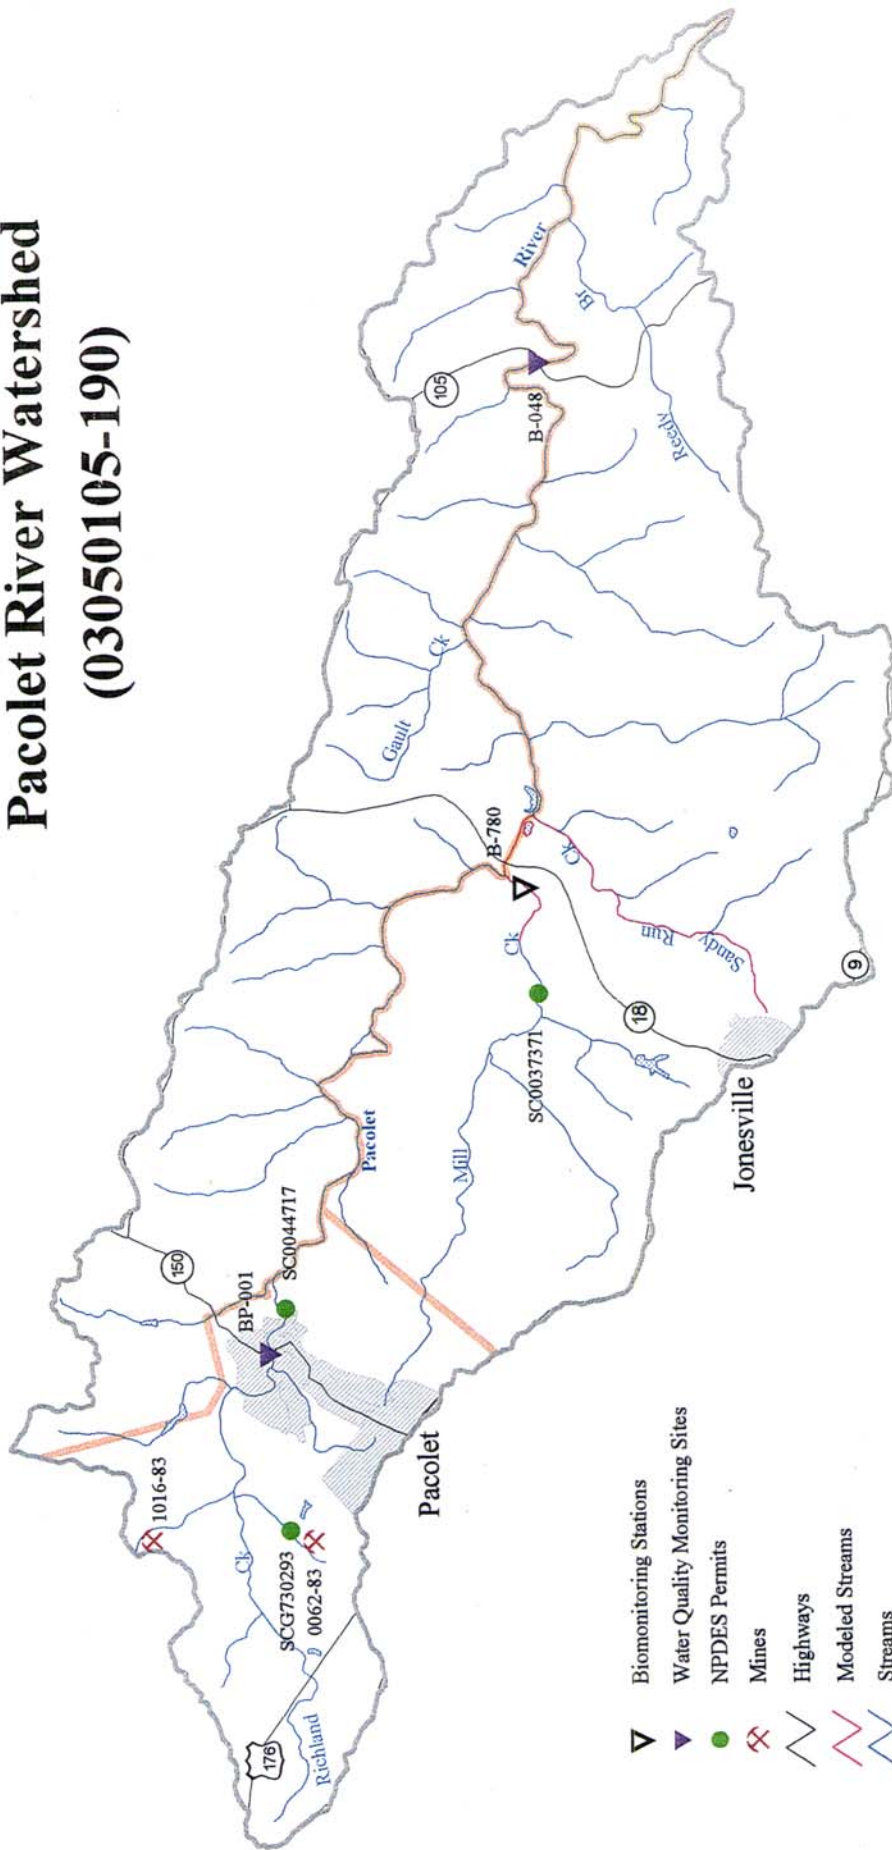 Pacolet River Watershed
(03050105-190)
176
Richland
Ck
SCG730293
0062-83
1016-83
Pacolet
BP-001
SC0044717
150
Pacolet
Mill
Ck
SC0037371
18
Jonesville
9
B-780
Sandy
Run
Ck
Gault
Ck
105
B-048
River
Reedy
Br
Biomonitoring Stations
Water Quality Monitoring Sites
NPDES Permits
Mines
Highways
Modeled Streams
Streams